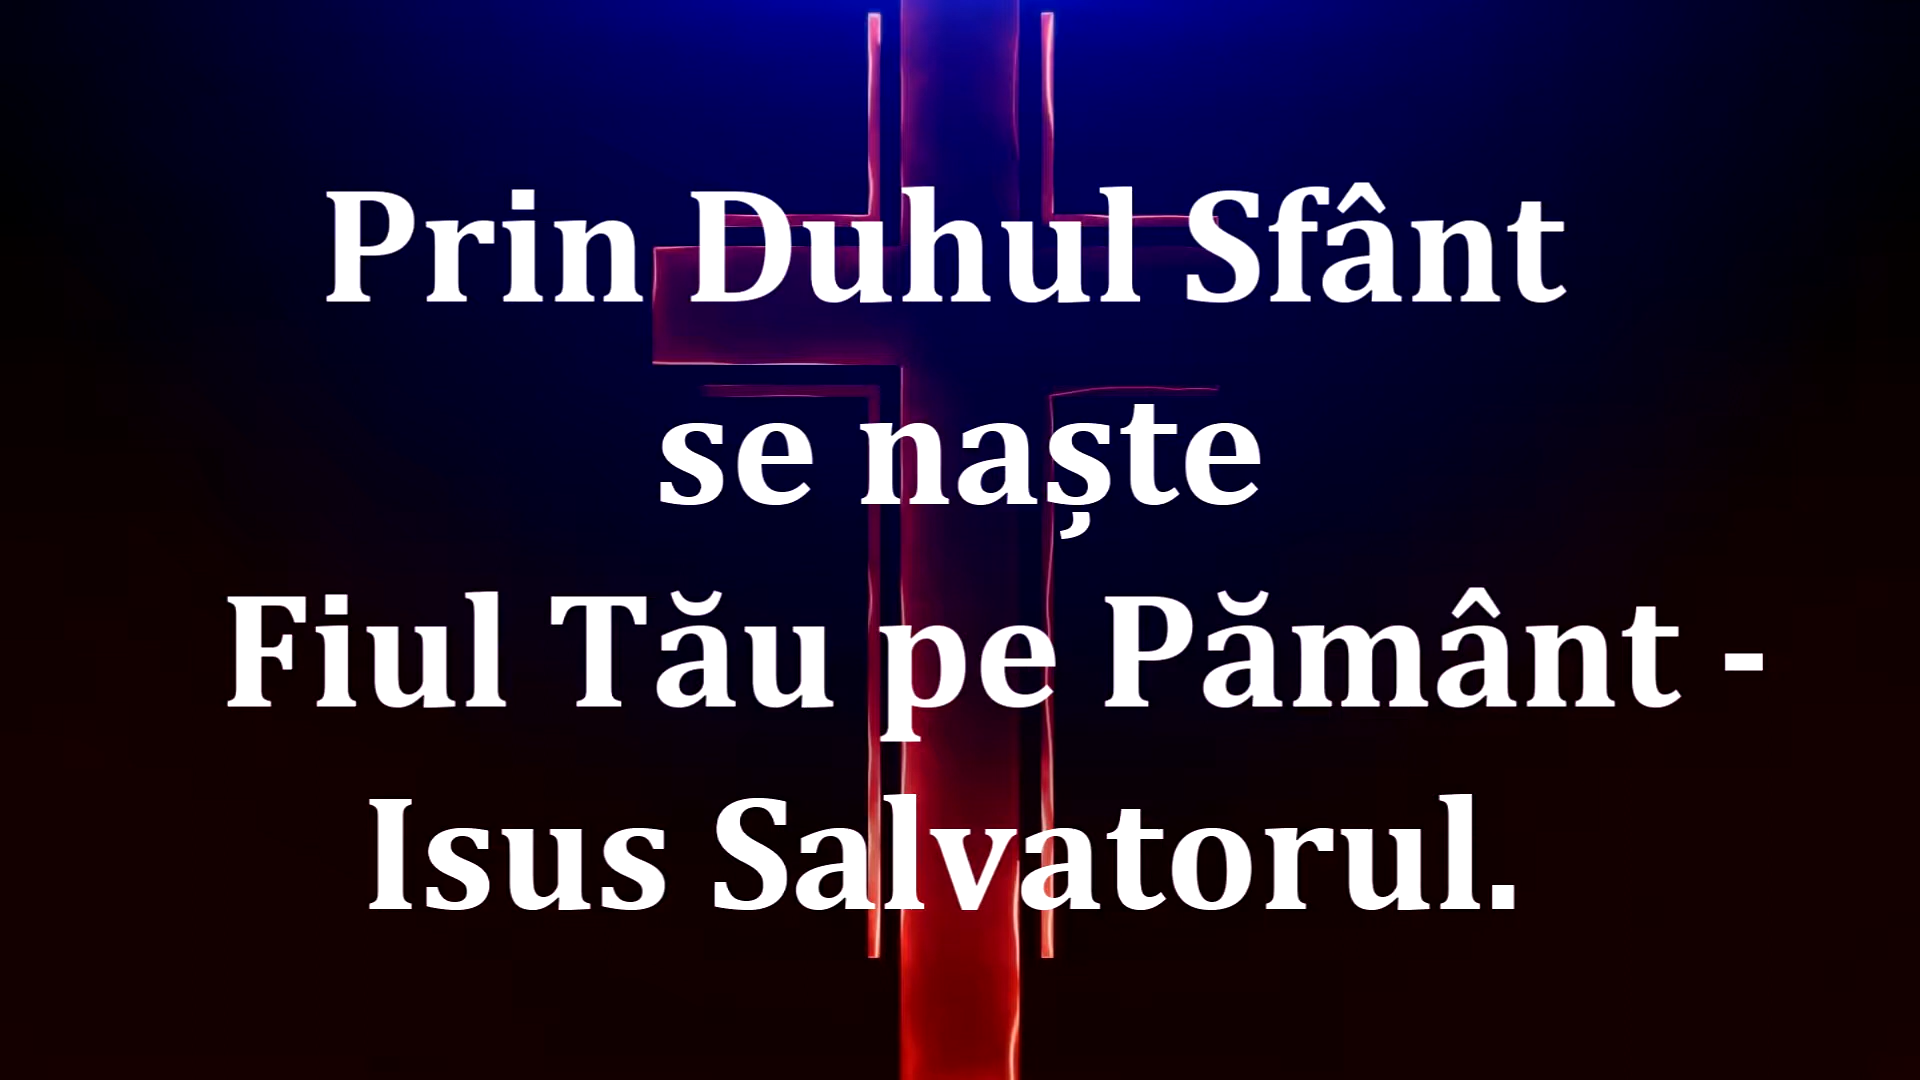 Prin Duhul Sfânt
se naște
Fiul Tău pe Pământ -
Isus Salvatorul.